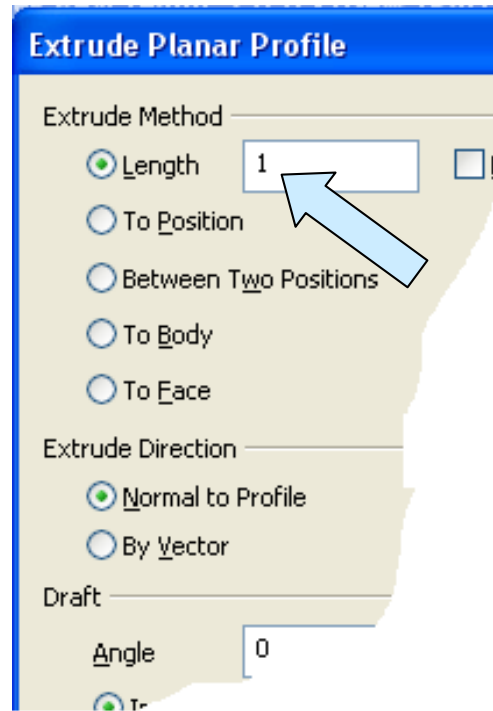 Extrude Planar Profile
Extrude Method
Length 1
To Position
Between Two Positions
To Body
To Face
Extrude Direction
Normal to Profile
By Vector
Draft
Angle 0